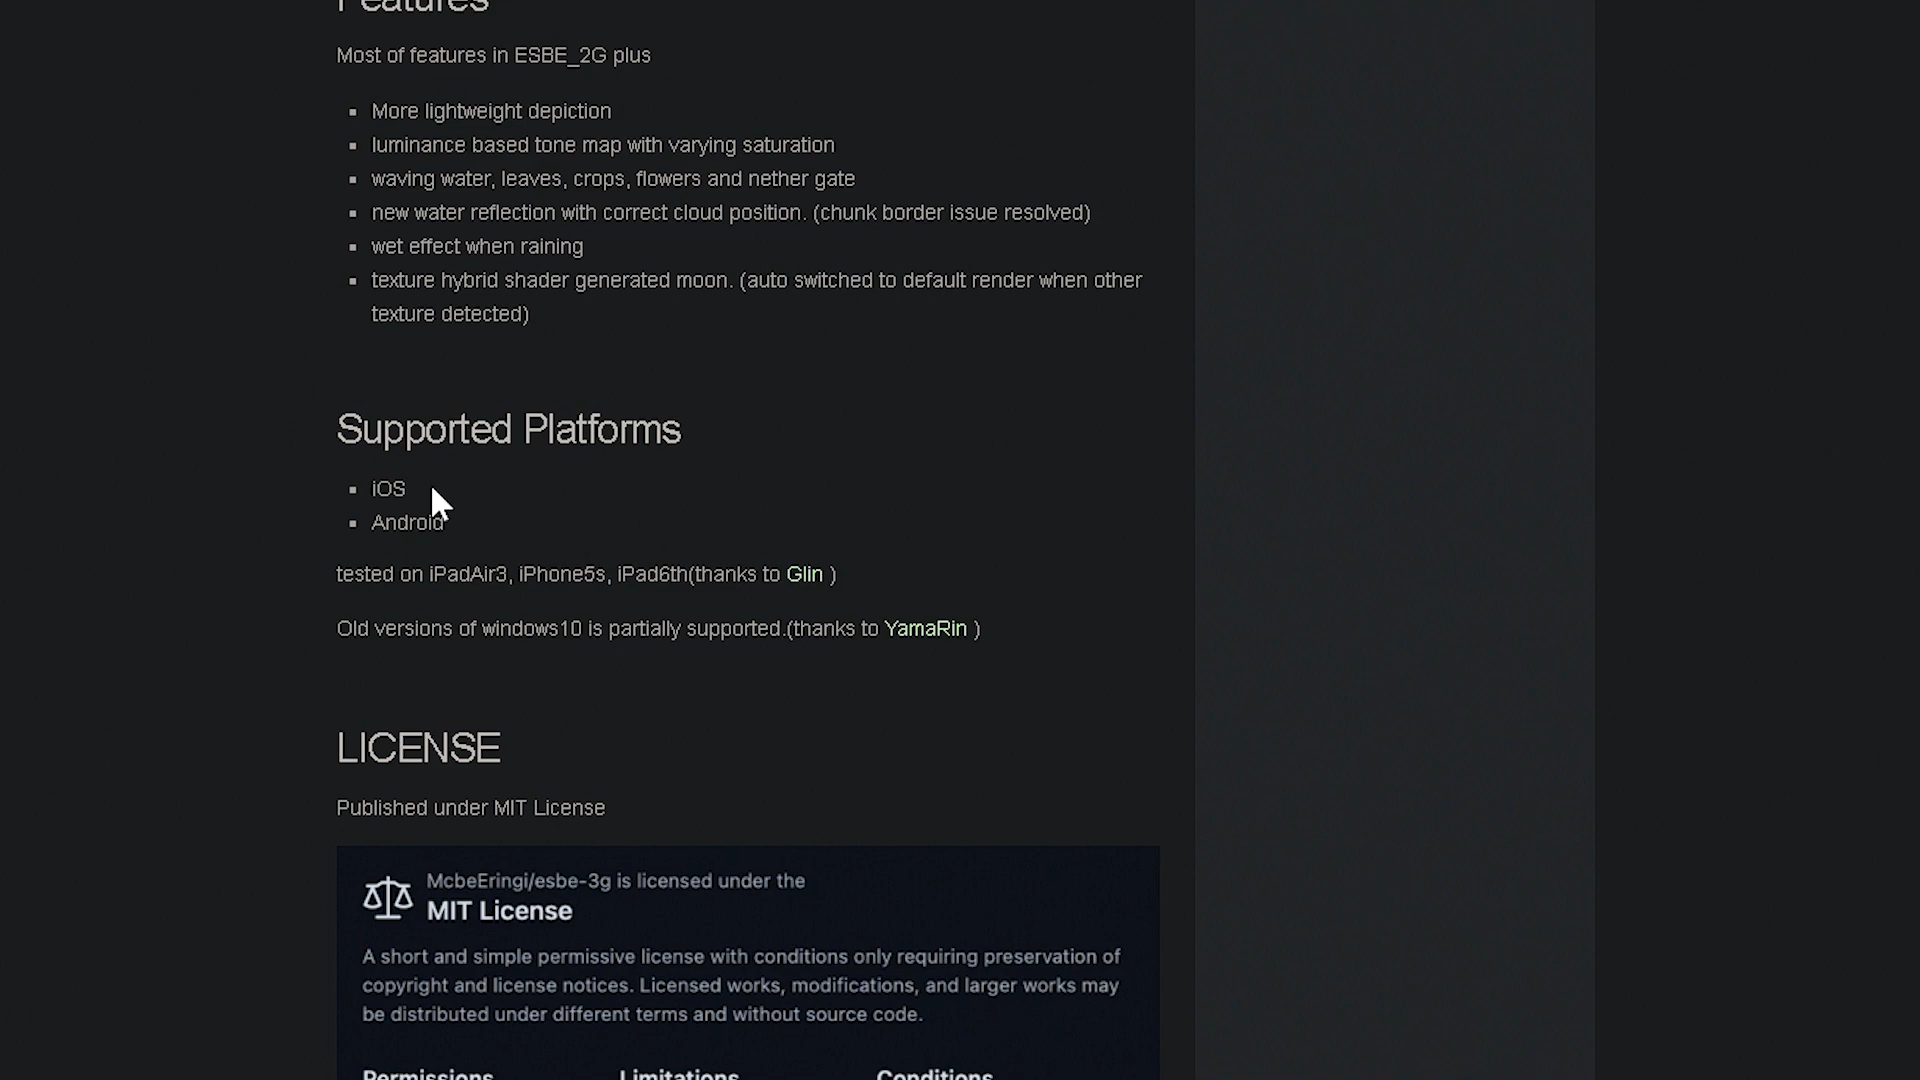 Features
Most of features in ESBE_2G plus
More lightweight depiction
luminance based tone map with varying saturation
waving water, leaves, crops, flowers and nether gate
new water reflection with correct cloud position. (chunk border issue resolved)
wet effect when raining
texture hybrid shader generated moon. (auto switched to default render when other
texture detected)
Supported Platforms
iOS
Android
tested on iPadAir3, iPhone5s, iPad6th(thanks to Glin )
Old versions of windows10 is partially supported.(thanks to YamaRin )
LICENSE
Published under MIT License
McbeEringi/esbe-3g is licensed under the
MIT License
A short and simple permissive license with conditions only requiring preservation of
copyright and license notices. Licensed works, modifications, and larger works may
be distributed under different terms and without source code.
Permissions Limitations Conditions